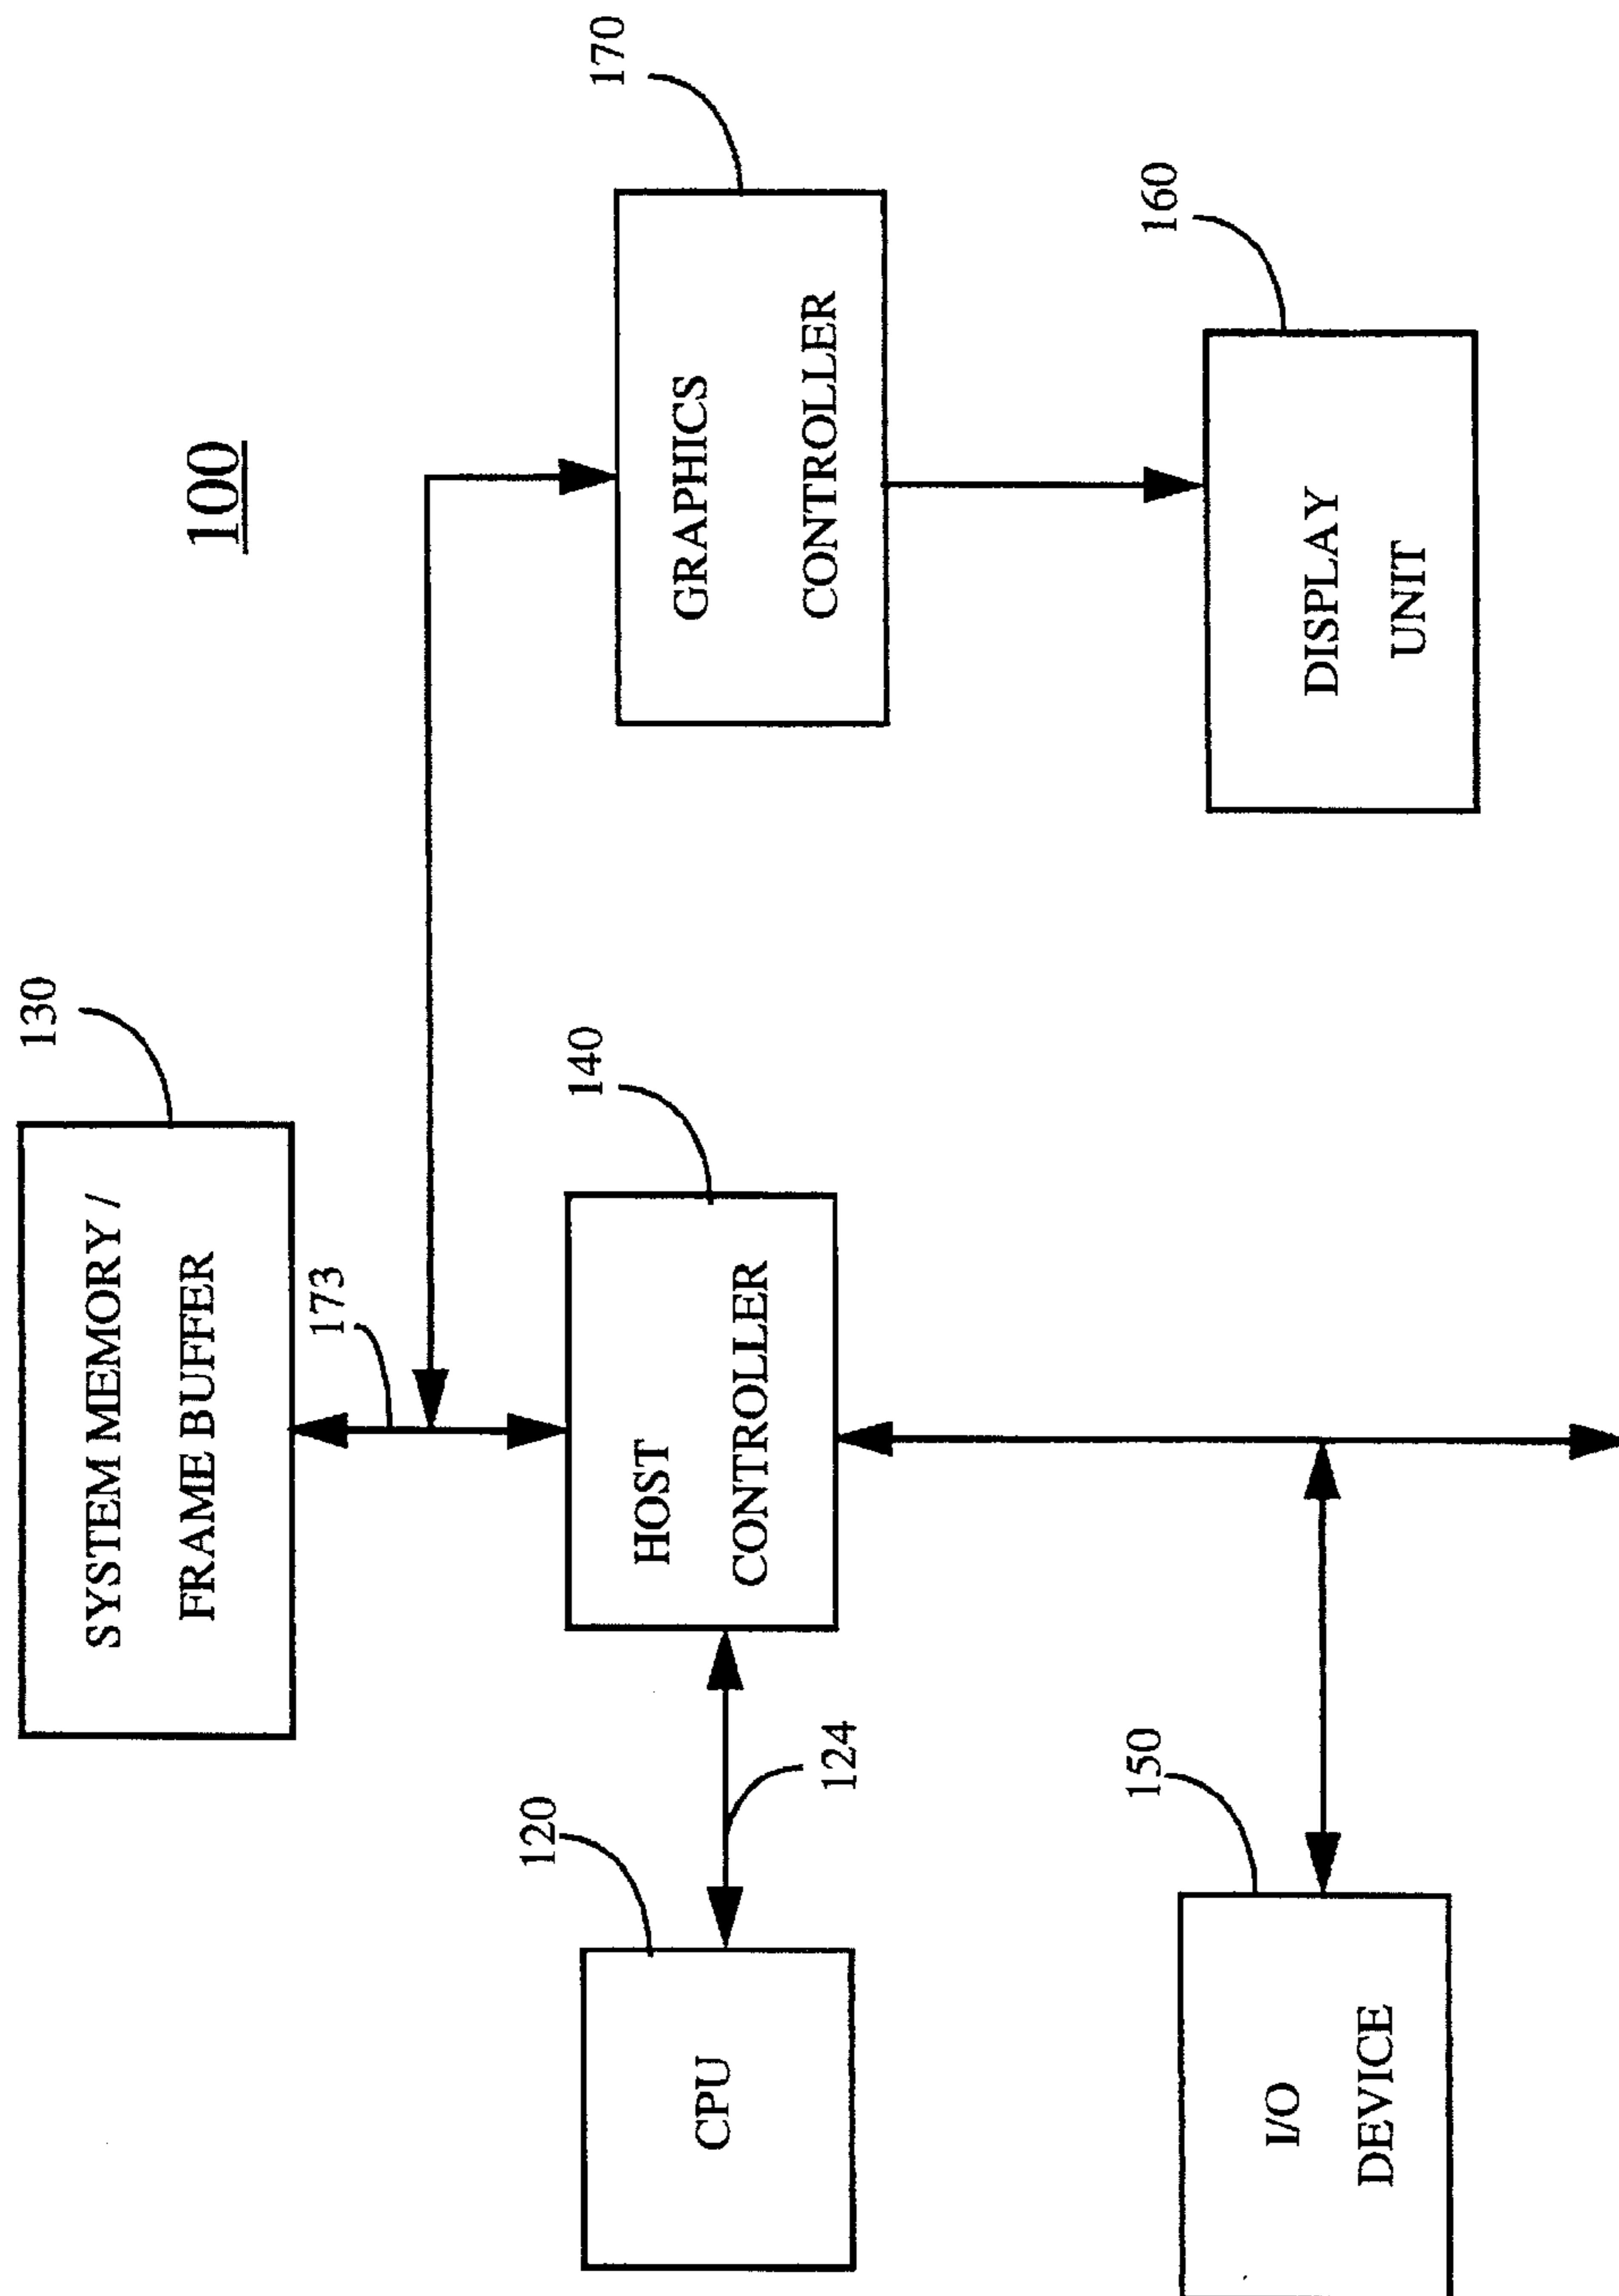 100
130
SYSTEM MEMORY /
FRAME BUFFER
173
170
GRAPHICS
CONTROLLER
140
HOST
CONTROLLER
120
CPU
124
160
DISPLAY
UNIT
150
I/O
DEVICE